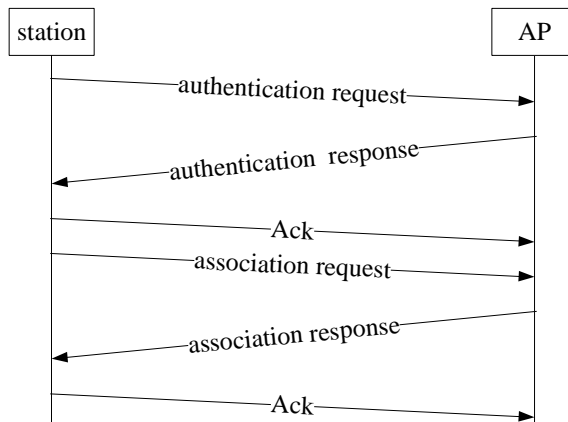 station
AP
authentication request
authentication response
Ack
association request
association response
Ack